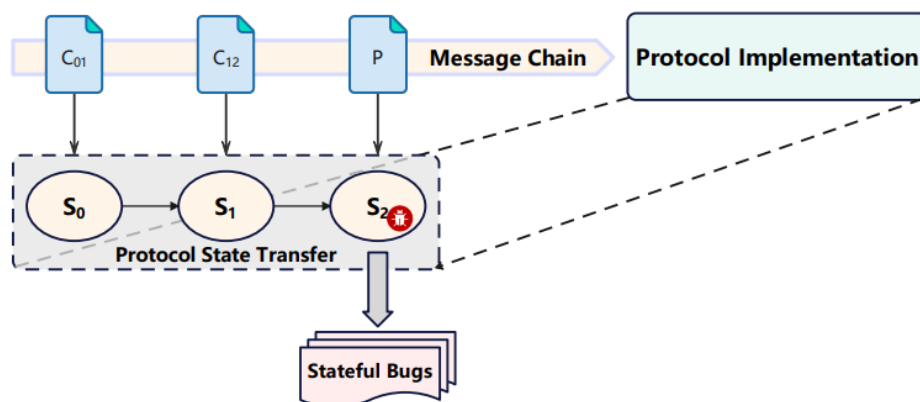 C₀₁
C₁₂
P
Message Chain
Protocol Implementation
S₀
S₁
S₂
Protocol State Transfer
Stateful Bugs